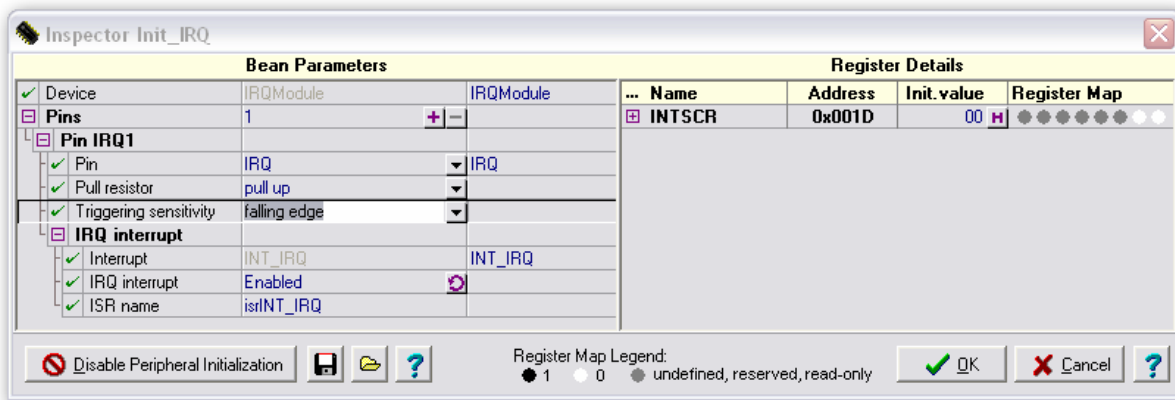 Inspector Init_IRQ
Bean Parameters
Register Details
Device IRQModule IRQModule
... Name Address Init.value Register Map
Pins 1 + −
INTSCR 0x001D 00 H
Pin IRQ1
Pin IRQ IRQ
Pull resistor pull up
Triggering sensitivity falling edge
IRQ interrupt
Interrupt INT_IRQ INT_IRQ
IRQ interrupt Enabled
ISR name isrINT_IRQ
Disable Peripheral Initialization ?
Register Map Legend:
1 0 undefined, reserved, read-only
OK Cancel ?